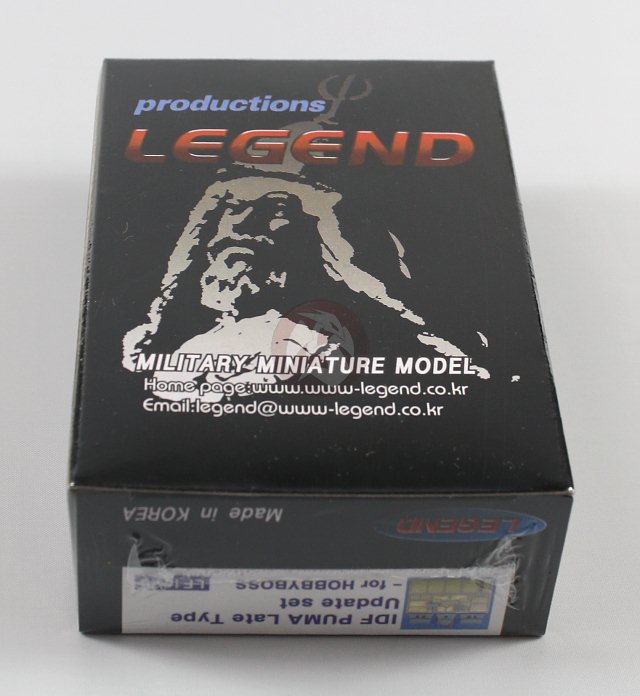 productions
LEGEND
MILITARY MINIATURE MODEL
Home page:www.www-legend.co.kr
Email:legend@www-legend.co.kr
LEGEND
Made in KOREA
IDF PUMA Late Type
Update set
- for HOBBYBOSS